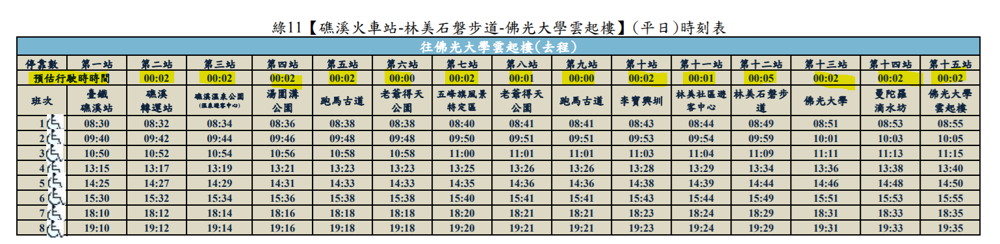 綠11【礁溪火車站-林美石磐步道-佛光大學雲起樓】(平日)時刻表
往佛光大學雲起樓(去程)
停靠數 第一站 第二站 第三站 第四站 第五站 第六站 第七站 第八站 第九站 第十站 第十一站 第十二站 第十三站 第十四站 第十五站
預估行駛時時間 00:02 00:02 00:02 00:02 00:00 00:02 00:01 00:00 00:02 00:01 00:05 00:02 00:02 00:02
班次 臺鐵礁溪站 礁溪轉運站 礁溪溫泉公園(溫泉遊客中心) 湯圍溝公園 跑馬古道 老爺得天公園 五峰旗風景特定區 老爺得天公園 跑馬古道 李寶興圳 林美社區遊客中心 林美石磐步道 佛光大學 曼陀羅滴水坊 佛光大學雲起樓
1 08:30 08:32 08:34 08:36 08:38 08:38 08:40 08:41 08:41 08:43 08:44 08:49 08:51 08:53 08:55
2 09:40 09:42 09:44 09:46 09:48 09:48 09:50 09:51 09:51 09:53 09:54 09:59 10:01 10:03 10:05
3 10:50 10:52 10:54 10:56 10:58 10:58 11:00 11:01 11:01 11:03 11:04 11:09 11:11 11:13 11:15
4 13:15 13:17 13:19 13:21 13:23 13:23 13:25 13:26 13:26 13:28 13:29 13:34 13:36 13:38 13:40
5 14:25 14:27 14:29 14:31 14:33 14:33 14:35 14:36 14:36 14:38 14:39 14:44 14:46 14:48 14:50
6 15:30 15:32 15:34 15:36 15:38 15:38 15:40 15:41 15:41 15:43 15:44 15:49 15:51 15:53 15:55
7 18:10 18:12 18:14 18:16 18:18 18:18 18:20 18:21 18:21 18:23 18:24 18:29 18:31 18:33 18:35
8 19:10 19:12 19:14 19:16 19:18 19:18 19:20 19:21 19:21 19:23 19:24 19:29 19:31 19:33 19:35